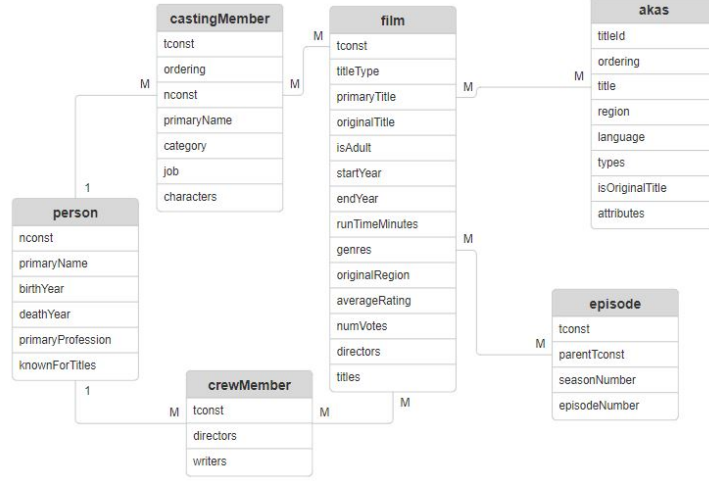 castingMember
tconst
ordering
nconst
primaryName
category
job
characters
film
tconst
titleType
primaryTitle
originalTitle
isAdult
startYear
endYear
runTimeMinutes
genres
originalRegion
averageRating
numVotes
directors
titles
akas
titleId
ordering
title
region
language
types
isOriginalTitle
attributes
person
nconst
primaryName
birthYear
deathYear
primaryProfession
knownForTitles
crewMember
tconst
directors
writers
episode
tconst
parentTconst
seasonNumber
episodeNumber
M
M
M
M
M
1
M
M
1
M
M
M